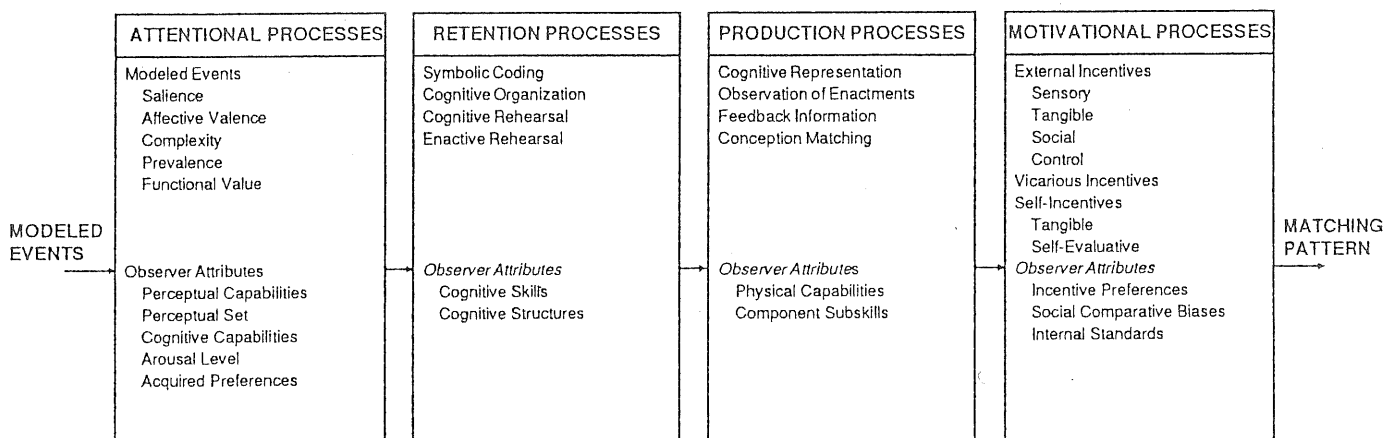 MODELED
EVENTS
ATTENTIONAL PROCESSES
Modeled Events
Salience
Affective Valence
Complexity
Prevalence
Functional Value
Observer Attributes
Perceptual Capabilities
Perceptual Set
Cognitive Capabilities
Arousal Level
Acquired Preferences
RETENTION PROCESSES
Symbolic Coding
Cognitive Organization
Cognitive Rehearsal
Enactive Rehearsal
Observer Attributes
Cognitive Skills
Cognitive Structures
PRODUCTION PROCESSES
Cognitive Representation
Observation of Enactments
Feedback Information
Conception Matching
Observer Attributes
Physical Capabilities
Component Subskills
MOTIVATIONAL PROCESSES
External Incentives
Sensory
Tangible
Social
Control
Vicarious Incentives
Self-Incentives
Tangible
Self-Evaluative
Observer Attributes
Incentive Preferences
Social Comparative Biases
Internal Standards
MATCHING
PATTERN